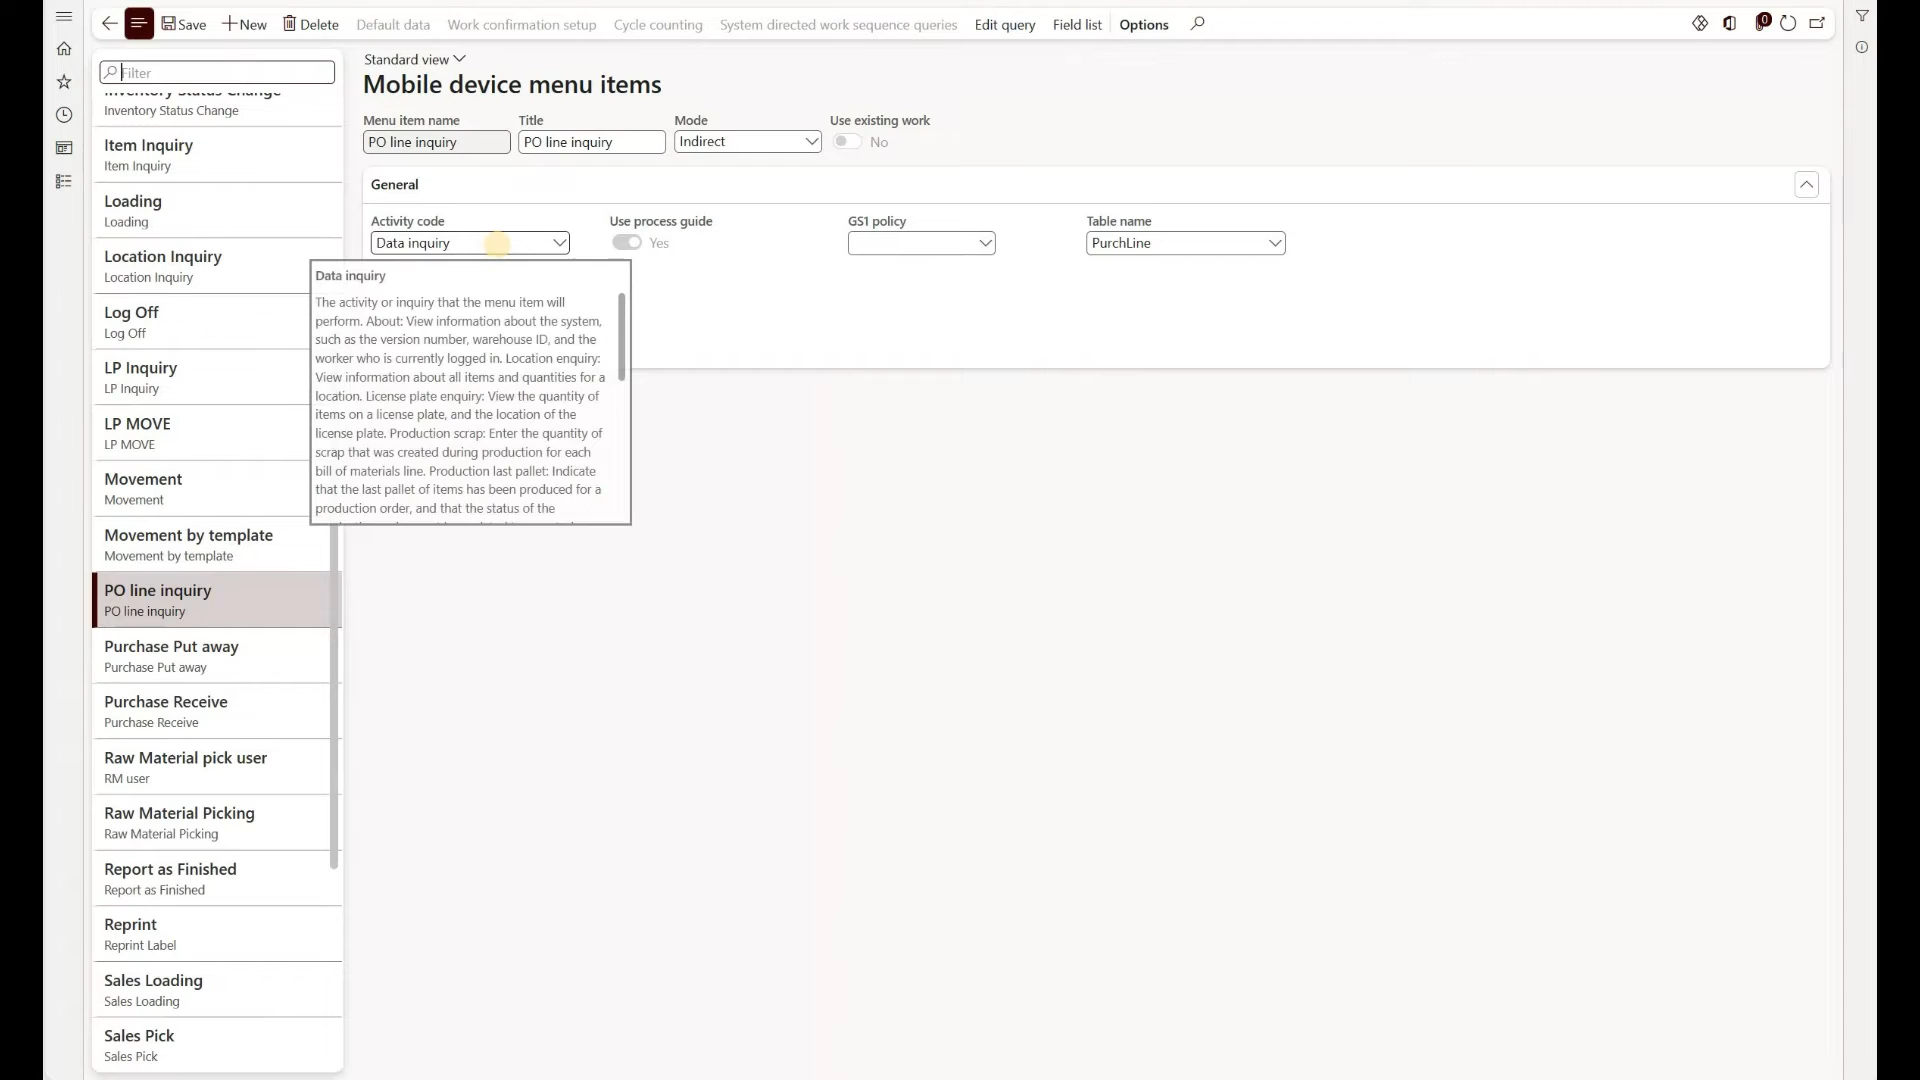 Save
New
Delete
Default data
Work confirmation setup
Cycle counting
System directed work sequence queries
Edit query
Field list
Options
0
Filter
Inventory Status Change
Inventory Status Change
Item Inquiry
Item Inquiry
Loading
Loading
Location Inquiry
Location Inquiry
Log Off
Log Off
LP Inquiry
LP Inquiry
LP MOVE
LP MOVE
Movement
Movement
Movement by template
Movement by template
PO line inquiry
PO line inquiry
Purchase Put away
Purchase Put away
Purchase Receive
Purchase Receive
Raw Material pick user
RM user
Raw Material Picking
Raw Material Picking
Report as Finished
Report as Finished
Reprint
Reprint Label
Sales Loading
Sales Loading
Sales Pick
Sales Pick
Standard view
Mobile device menu items
Menu item name
Title
Mode
Use existing work
PO line inquiry
PO line inquiry
Indirect
No
General
Activity code
Use process guide
GS1 policy
Table name
Data inquiry
Yes
PurchLine
Data inquiry
The activity or inquiry that the menu item will
perform. About: View information about the system,
such as the version number, warehouse ID, and the
worker who is currently logged in. Location enquiry:
View information about all items and quantities for a
location. License plate enquiry: View the quantity of
items on a license plate, and the location of the
license plate. Production scrap: Enter the quantity of
scrap that was created during production for each
bill of materials line. Production last pallet: Indicate
that the last pallet of items has been produced for a
production order, and that the status of the